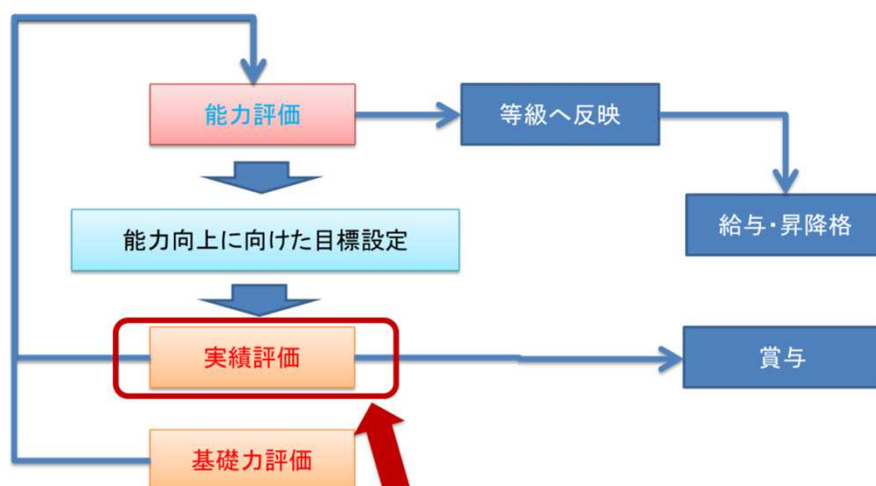 能力評価
等級へ反映
給与・昇降格
能力向上に向けた目標設定
実績評価
賞与
基礎力評価